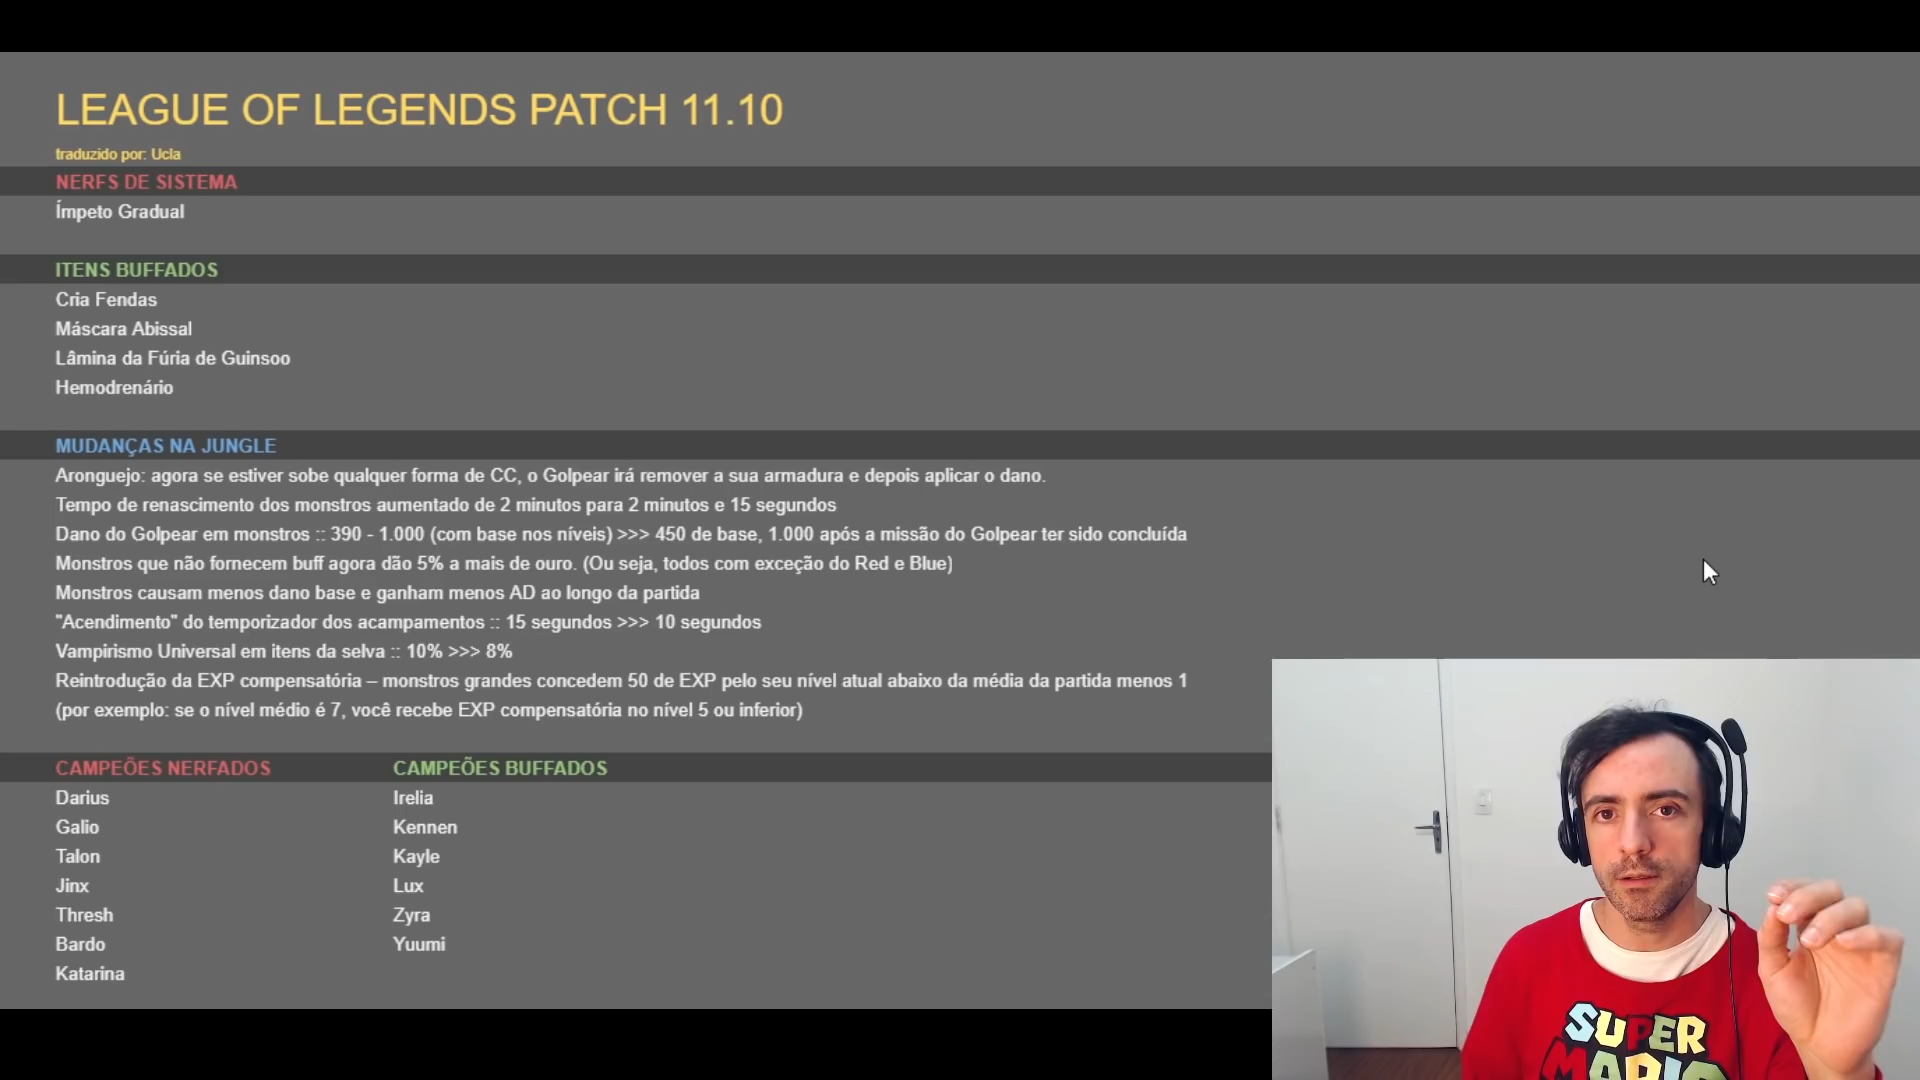 LEAGUE OF LEGENDS PATCH 11.10
traduzido por: Ucla
NERFS DE SISTEMA
Ímpeto Gradual
ITENS BUFFADOS
Cria Fendas
Máscara Abissal
Lâmina da Fúria de Guinsoo
Hemodrenário
MUDANÇAS NA JUNGLE
Aronguejo: agora se estiver sobe qualquer forma de CC, o Golpear irá remover a sua armadura e depois aplicar o dano.
Tempo de renascimento dos monstros aumentado de 2 minutos para 2 minutos e 15 segundos
Dano do Golpear em monstros :: 390 - 1.000 (com base nos níveis) >>> 450 de base, 1.000 após a missão do Golpear ter sido concluída
Monstros que não fornecem buff agora dão 5% a mais de ouro. (Ou seja, todos com exceção do Red e Blue)
Monstros causam menos dano base e ganham menos AD ao longo da partida
"Acendimento" do temporizador dos acampamentos :: 15 segundos >>> 10 segundos
Vampirismo Universal em itens da selva :: 10% >>> 8%
Reintrodução da EXP compensatória – monstros grandes concedem 50 de EXP pelo seu nível atual abaixo da média da partida menos 1
(por exemplo: se o nível médio é 7, você recebe EXP compensatória no nível 5 ou inferior)
CAMPEÕES NERFADOS CAMPEÕES BUFFADOS
Darius Irelia
Galio Kennen
Talon Kayle
Jinx Lux
Thresh Zyra
Bardo Yuumi
Katarina
SUPER
MARIO